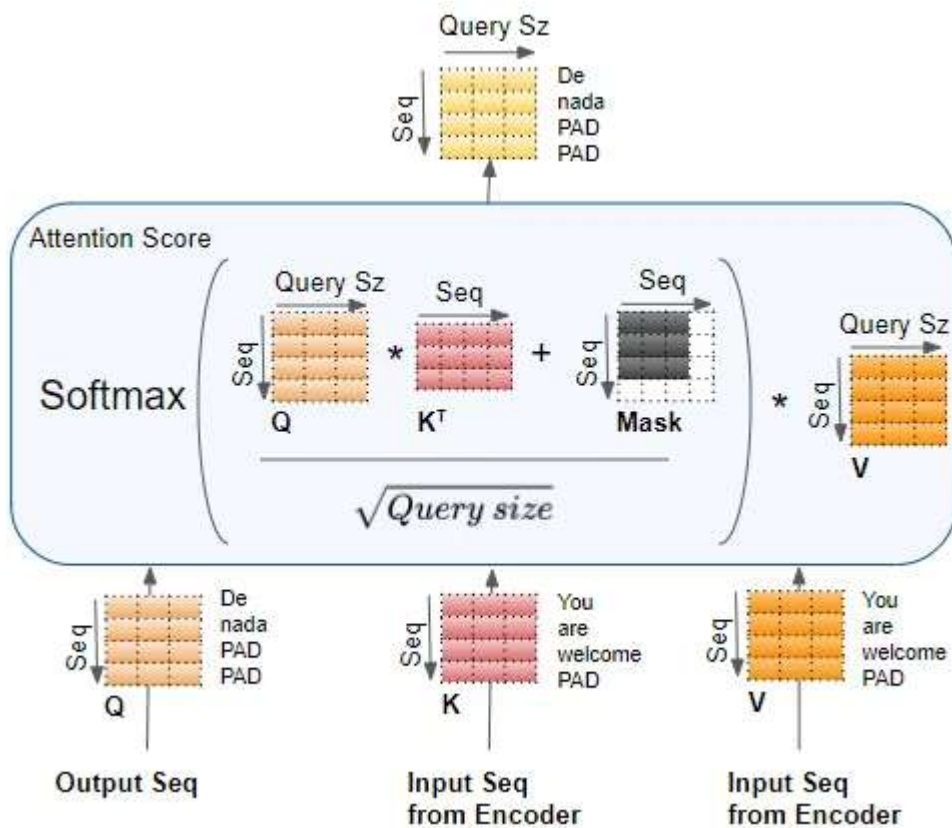 Query Sz
Seq
De
nada
PAD
PAD
Attention Score
Softmax
Query Sz
Seq
Q
*
Seq
Kᵀ
+
Seq
Seq
Mask
√Query size
*
Query Sz
Seq
V
Seq
De
nada
PAD
PAD
Q
Output Seq
Seq
You
are
welcome
PAD
K
Input Seq
from Encoder
Seq
You
are
welcome
PAD
V
Input Seq
from Encoder